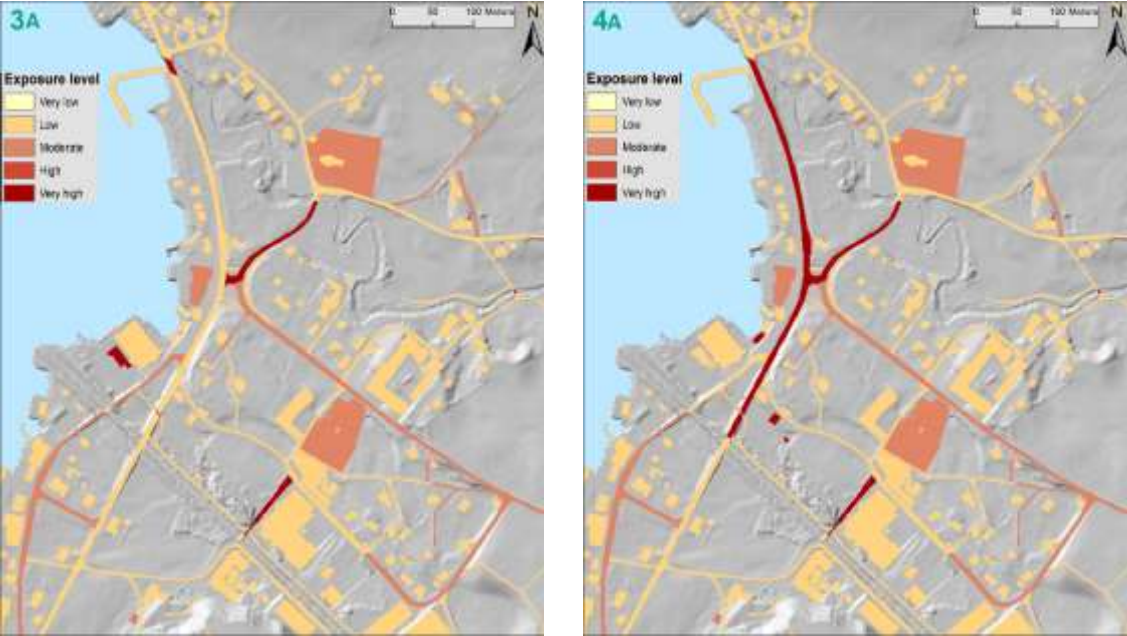 3A
0 50 100 Meters
N
Exposure level
Very low
Low
Moderate
High
Very high
4A
0 50 100 Meters
N
Exposure level
Very low
Low
Moderate
High
Very high